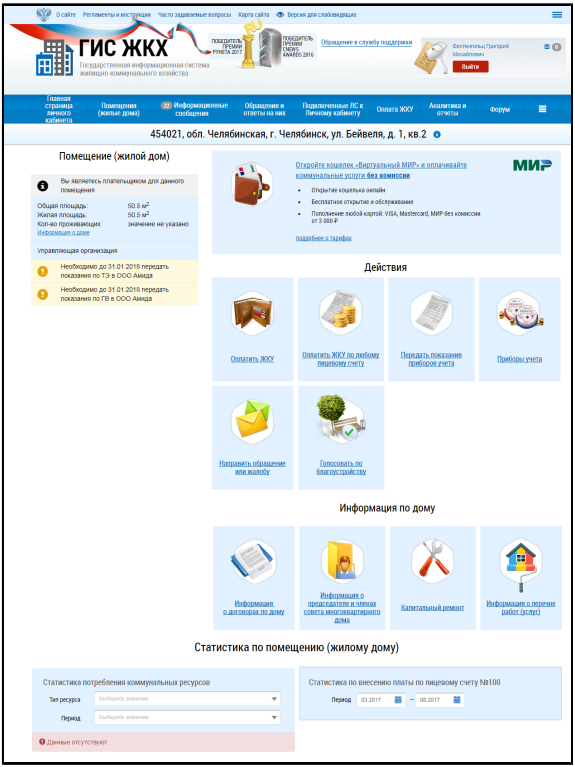 О сайте Регламенты и инструкции Часто задаваемые вопросы Карта сайта Версия для слабовидящих
ГИС ЖКХ
Государственная информационная система
жилищно-коммунального хозяйства
ПОБЕДИТЕЛЬ
ПРЕМИИ
РУНЕТА 2017
RU
ПОБЕДИТЕЛЬ
ПРЕМИИ
CNEWS
AWARDS 2016
Обращение в службу поддержки
Григорий
Михайлович
0
Выйти
Главная
страница
личного
кабинета
Помещения
(жилые дома)
22 Информационные
сообщения
Обращения и
ответы на них
Подключенные ЛС к
Личному кабинету
Оплата ЖКУ
Аналитика и
отчеты
Форум
454021, обл. Челябинская, г. Челябинск, ул. Бейвеля, д. 1, кв.2
Помещение (жилой дом)
Вы являетесь плательщиком для данного
помещения
Общая площадь: 50.5 м²
Жилая площадь: 50.5 м²
Кол-во проживающих: значение не указано
Информация о доме
Управляющая организация
Необходимо до 31.01.2018 передать
показания по ТЭ в ООО Амида
Необходимо до 31.01.2018 передать
показания по ГВ в ООО Амида
Откройте кошелек «Виртуальный МИР» и оплачивайте
коммунальные услуги без комиссии
МИР
Открытие кошелька онлайн
Бесплатное открытие и обслуживание
Пополнение любой картой: VISA, Mastercard, МИР без комиссии
от 3 000 ₽
подробнее о тарифах
Действия
Оплатить ЖКУ
Оплатить ЖКУ по любому
лицевому счету
Передать показания
приборов учета
Приборы учета
Направить обращение
или жалобу
Голосовать по
благоустройству
Информация по дому
Информация
о договорах по дому
Информация о
председателе и членах
совета многоквартирного
дома
Капитальный ремонт
Информация о перечне
работ (услуг)
Статистика по помещению (жилому дому)
Статистика потребления коммунальных ресурсов
Тип ресурса Выберите значение
Период Выберите значение
Данные отсутствуют
Статистика по внесению платы по лицевому счету №100
Период 03.2017 – 08.2017